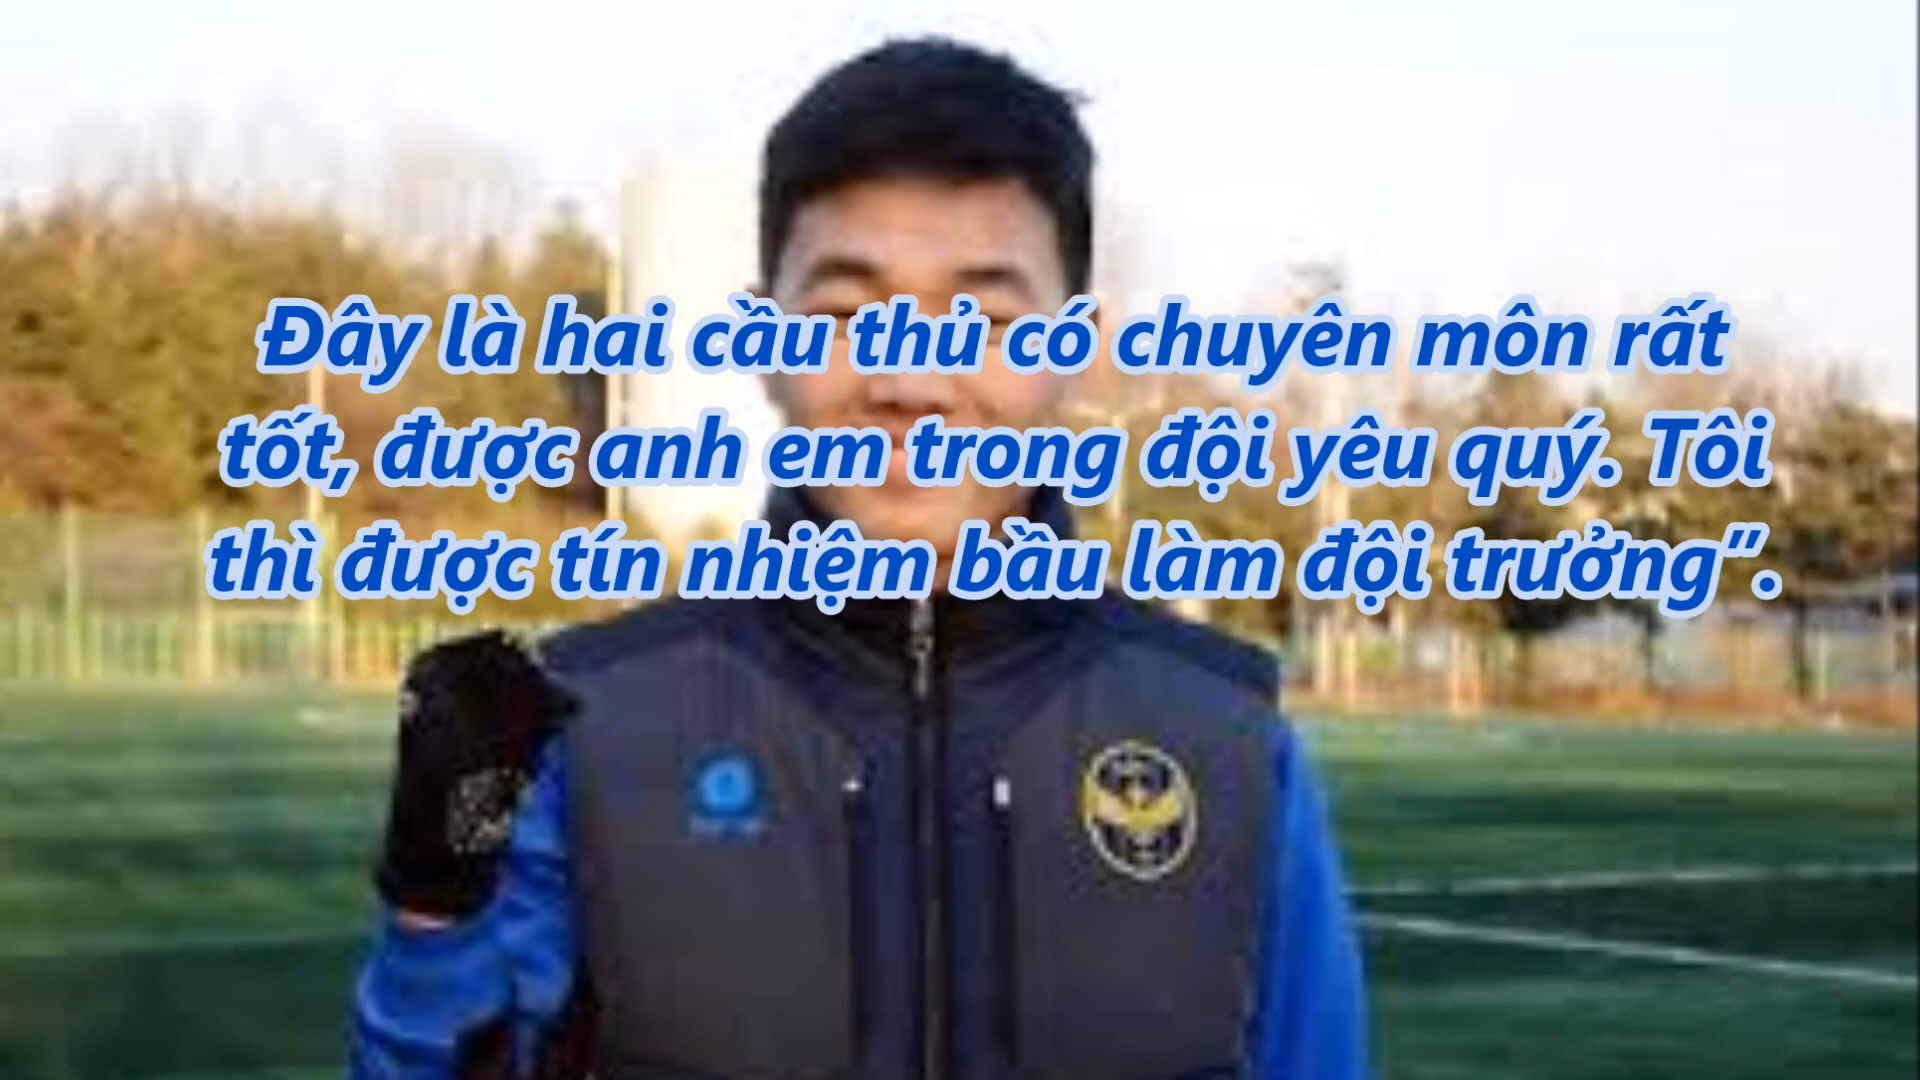 Đây là hai cầu thủ có chuyên môn rất
tốt, được anh em trong đội yêu quý. Tôi
thì được tín nhiệm bầu làm đội trưởng”.